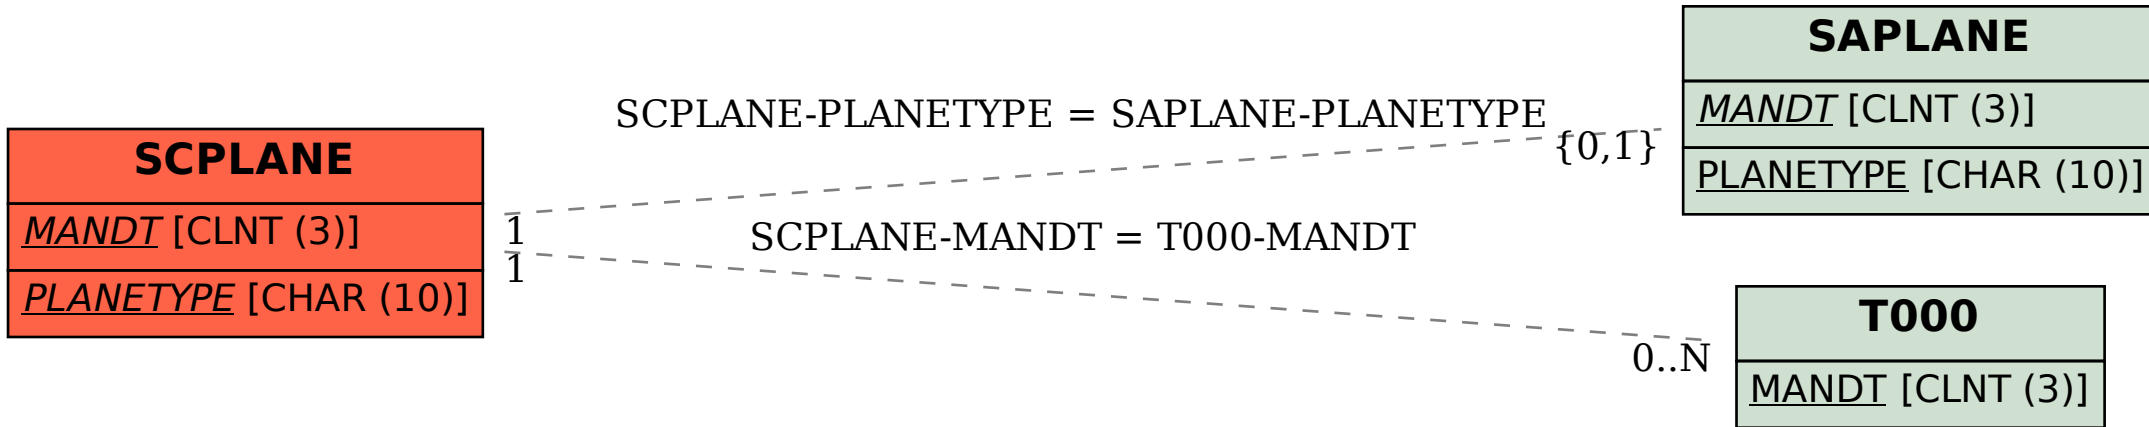 SCPLANE
MANDT [CLNT (3)]
PLANETYPE [CHAR (10)]
SCPLANE-PLANETYPE = SAPLANE-PLANETYPE
1
{0,1}
SCPLANE-MANDT = T000-MANDT
1
0..N
SAPLANE
MANDT [CLNT (3)]
PLANETYPE [CHAR (10)]
T000
MANDT [CLNT (3)]